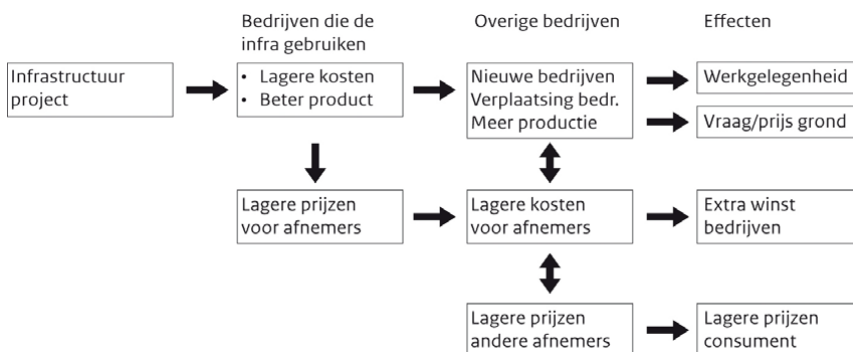 Bedrijven die de
infra gebruiken
Overige bedrijven
Effecten
Infrastructuur
project
• Lagere kosten
• Beter product
Nieuwe bedrijven
Verplaatsing bedr.
Meer productie
Werkgelegenheid
Vraag/prijs grond
Lagere prijzen
voor afnemers
Lagere kosten
voor afnemers
Extra winst
bedrijven
Lagere prijzen
andere afnemers
Lagere prijzen
consument